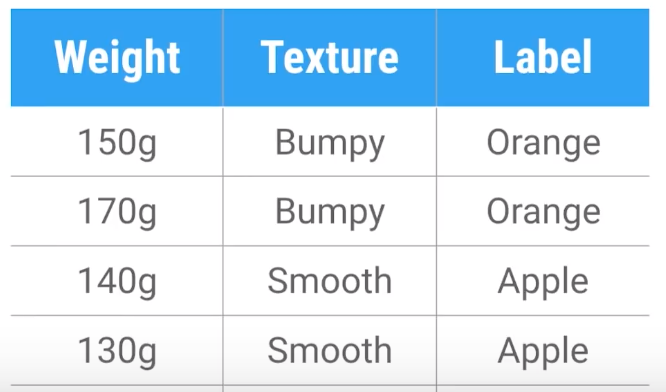 Weight Texture Label
150g Bumpy Orange
170g Bumpy Orange
140g Smooth Apple
130g Smooth Apple